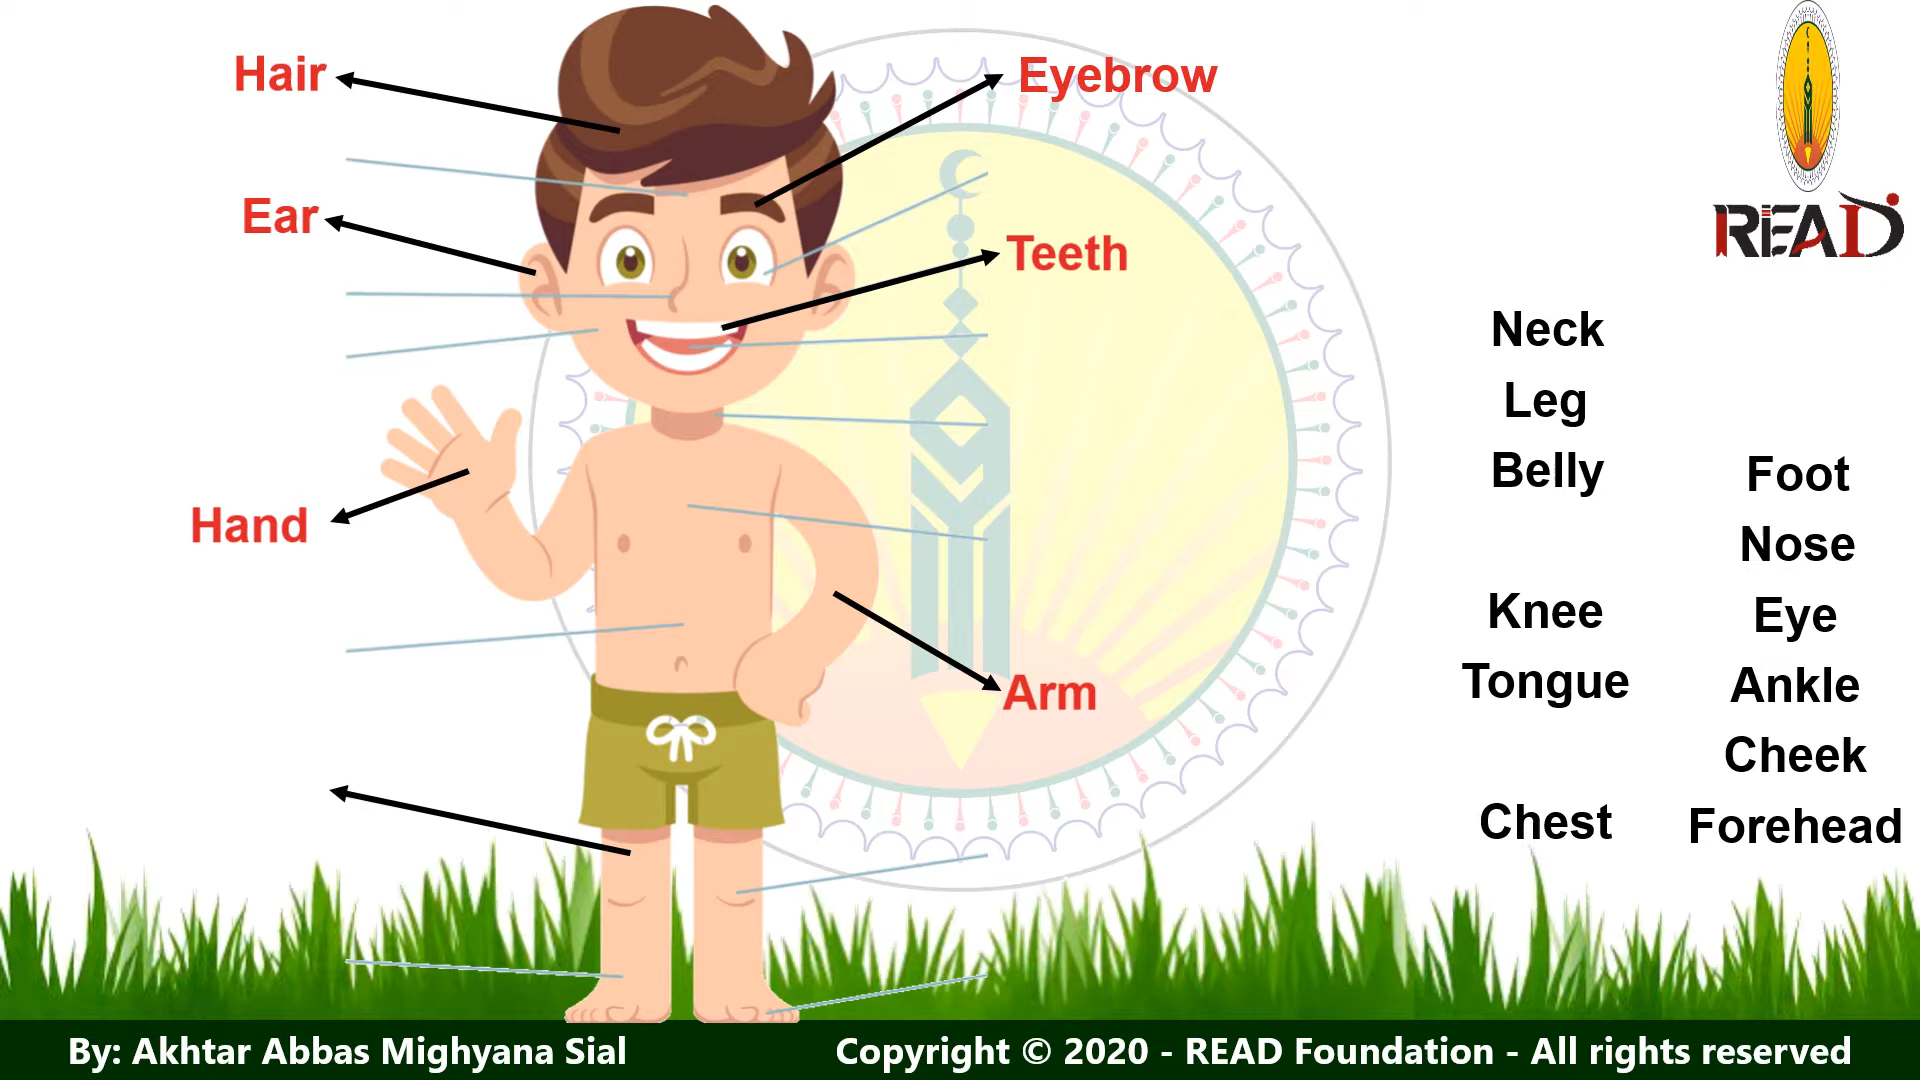 Hair
Eyebrow
Ear
Teeth
Hand
Arm
READ
Neck
Leg
Belly
Knee
Tongue
Chest
Foot
Nose
Eye
Ankle
Cheek
Forehead
By: Akhtar Abbas Mighyana Sial
Copyright © 2020 - READ Foundation - All rights reserved